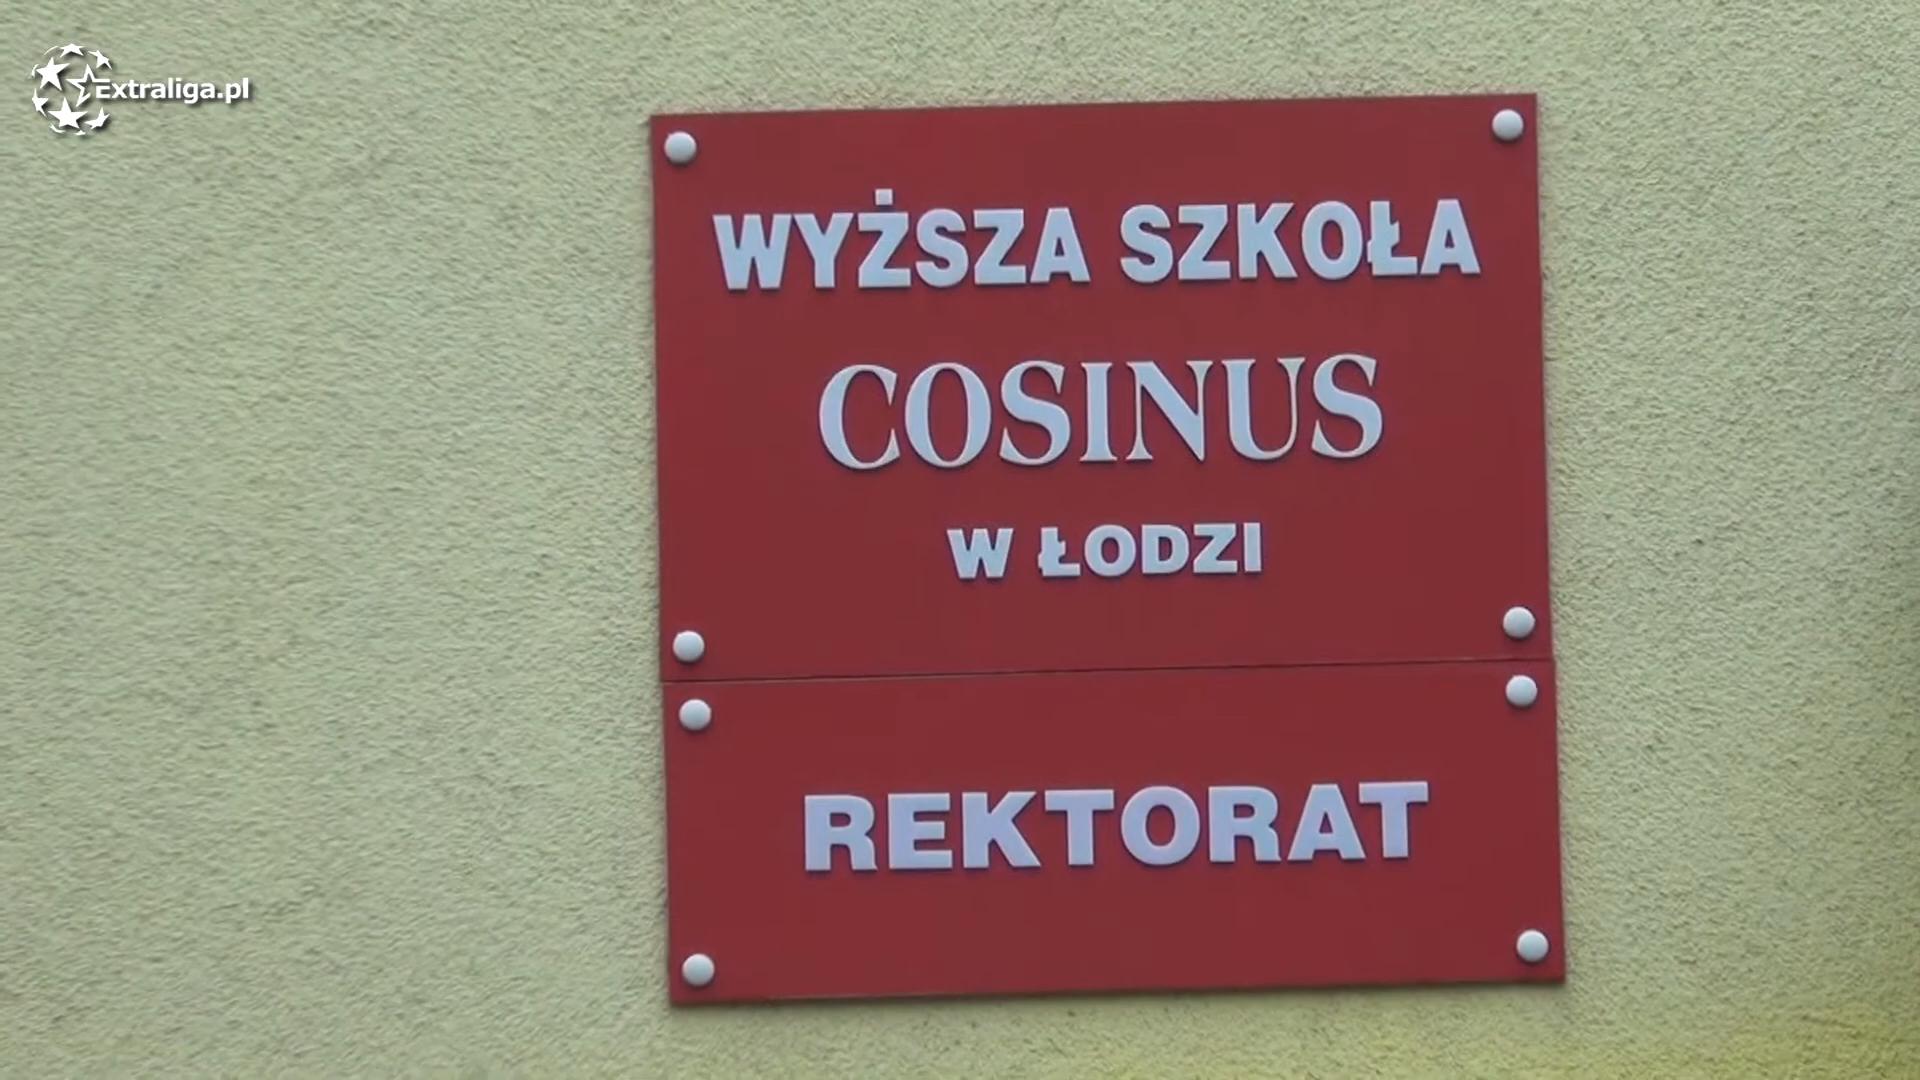 Extraliga.pl
WYŻSZA SZKOŁA
COSINUS
W ŁODZI
REKTORAT